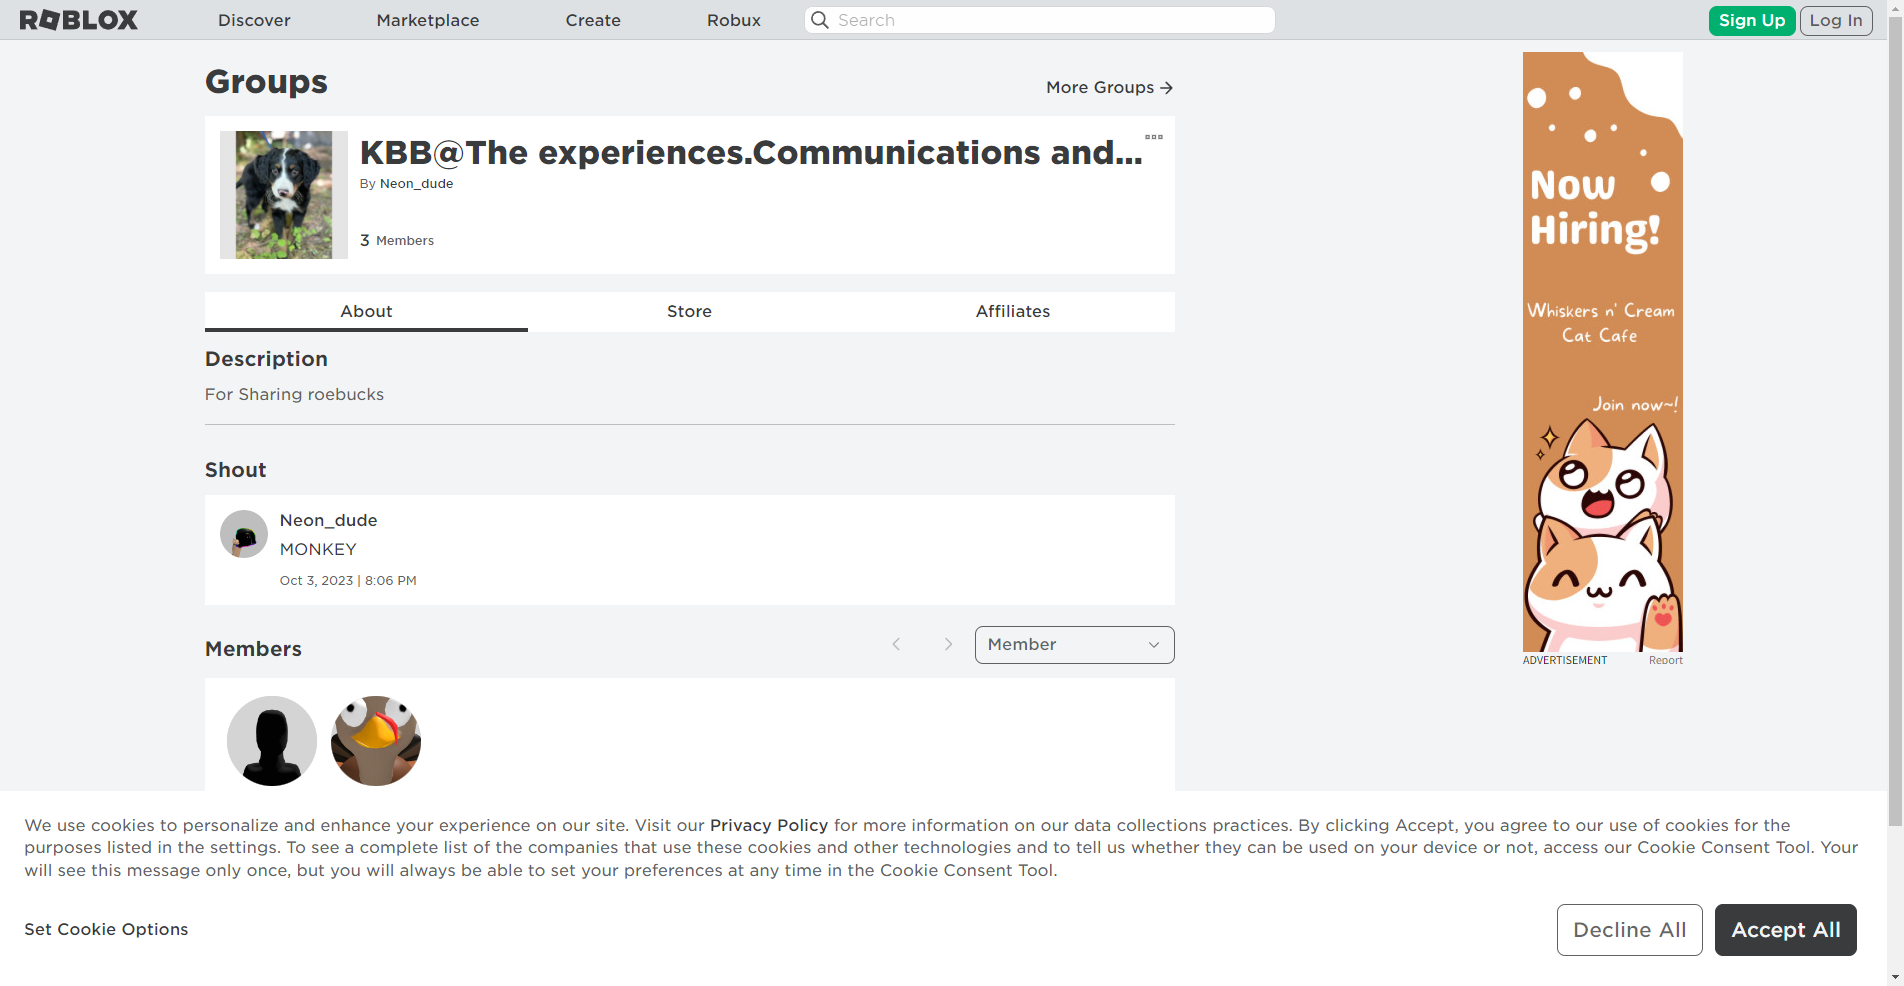 ROBLOX
Discover
Marketplace
Create
Robux
Search
Sign Up
Log In
Groups
More Groups
KBB@The experiences.Communications and...
By Neon_dude
3 Members
About
Store
Affiliates
Description
For Sharing roebucks
Shout
Neon_dude
MONKEY
Oct 3, 2023 | 8:06 PM
Members
Member
Now
Hiring!
Whiskers n' Cream
Cat Cafe
Join now~!
ADVERTISEMENT
Report
We use cookies to personalize and enhance your experience on our site. Visit our Privacy Policy for more information on our data collections practices. By clicking Accept, you agree to our use of cookies for the
purposes listed in the settings. To see a complete list of the companies that use these cookies and other technologies and to tell us whether they can be used on your device or not, access our Cookie Consent Tool. Your
will see this message only once, but you will always be able to set your preferences at any time in the Cookie Consent Tool.
Set Cookie Options
Decline All
Accept All